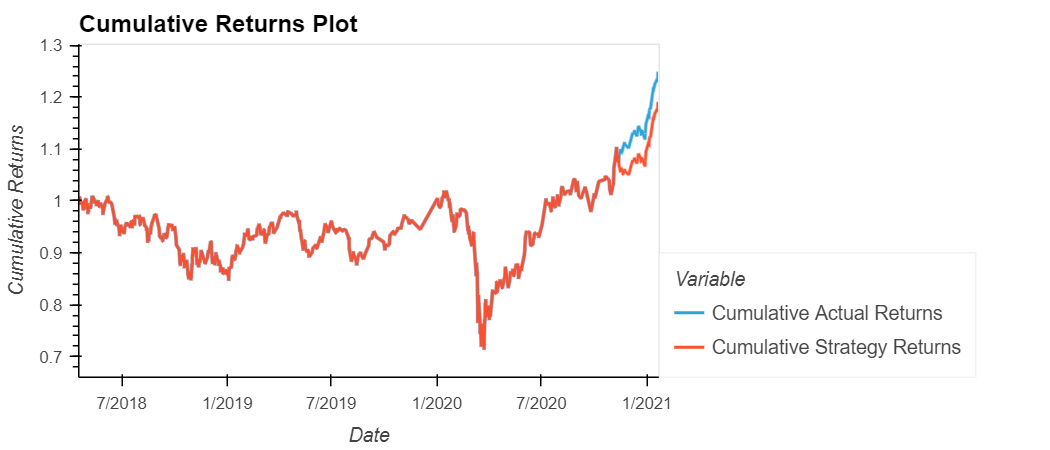 Cumulative Returns Plot
Cumulative Returns
1.3
1.2
1.1
1
0.9
0.8
0.7
7/2018
1/2019
7/2019
1/2020
7/2020
1/2021
Date
Variable
Cumulative Actual Returns
Cumulative Strategy Returns